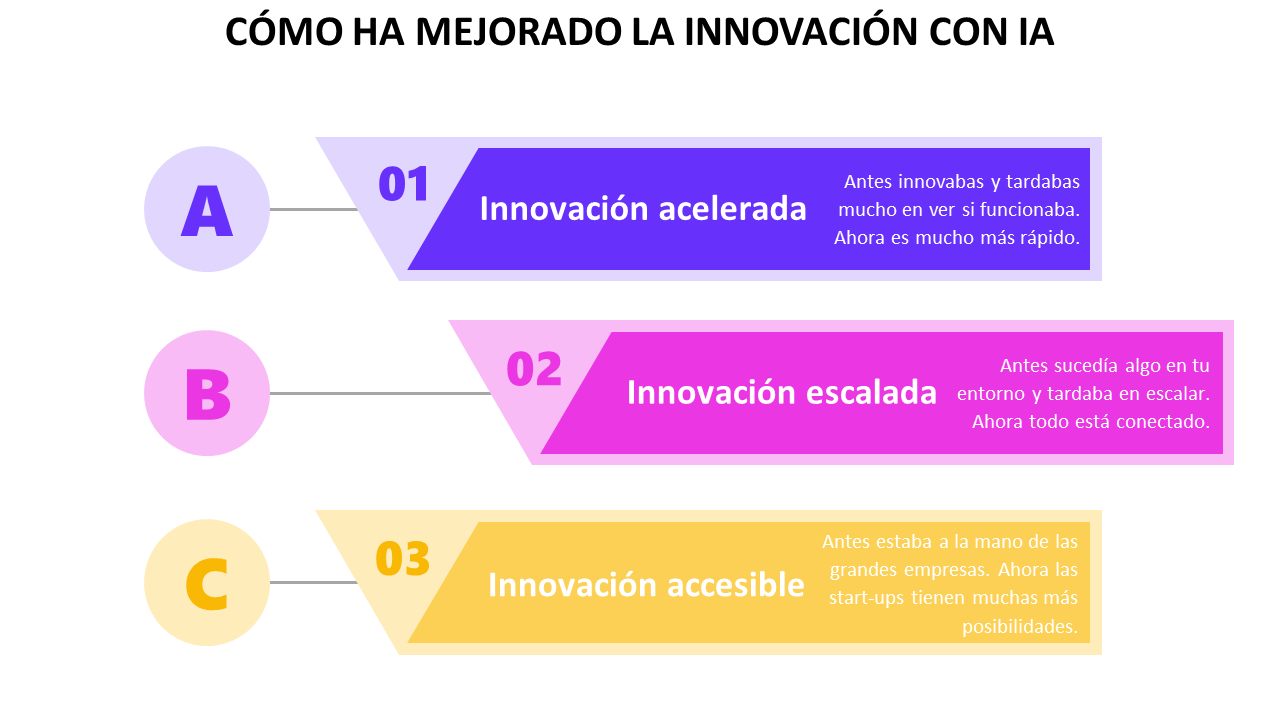 CÓMO HA MEJORADO LA INNOVACIÓN CON IA
A
01
Innovación acelerada
Antes innovabas y tardabas
mucho en ver si funcionaba.
Ahora es mucho más rápido.
B
02
Innovación escalada
Antes sucedía algo en tu
entorno y tardaba en escalar.
Ahora todo está conectado.
C
03
Innovación accesible
Antes estaba a la mano de las
grandes empresas. Ahora las
start-ups tienen muchas más
posibilidades.